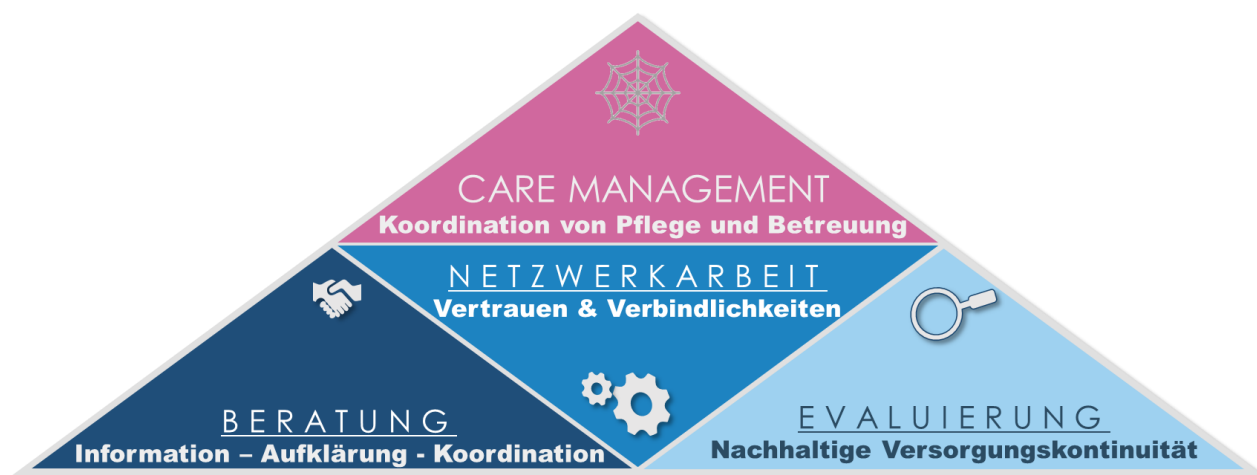 CARE MANAGEMENT
Koordination von Pflege und Betreuung
NETZWERKARBEIT
Vertrauen & Verbindlichkeiten
BERATUNG
Information – Aufklärung - Koordination
EVALUIERUNG
Nachhaltige Versorgungskontinuität